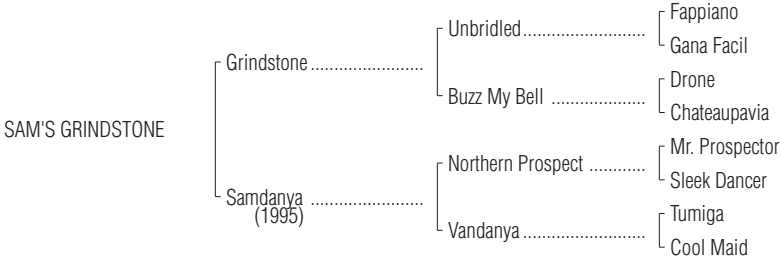 Fappiano
Unbridled
Gana Facil
Grindstone
Drone
Buzz My Bell
Chateaupavia
SAM'S GRINDSTONE
Mr. Prospector
Northern Prospect
Sleek Dancer
Samdanya
(1995)
Tumiga
Vandanya
Cool Maid